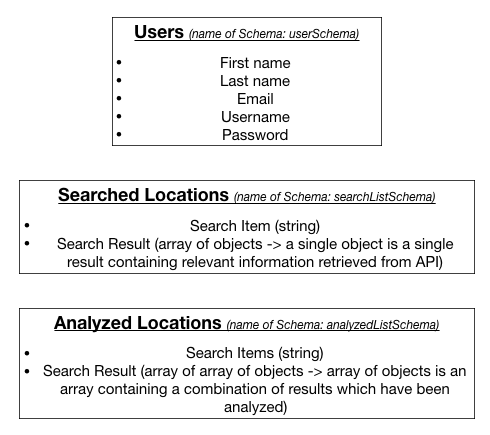 Users (name of Schema: userSchema)
• First name
• Last name
• Email
• Username
• Password
Searched Locations (name of Schema: searchListSchema)
• Search Item (string)
• Search Result (array of objects -> a single object is a single
result containing relevant information retrieved from API)
Analyzed Locations (name of Schema: analyzedListSchema)
• Search Items (string)
• Search Result (array of array of objects -> array of objects is an
array containing a combination of results which have been
analyzed)